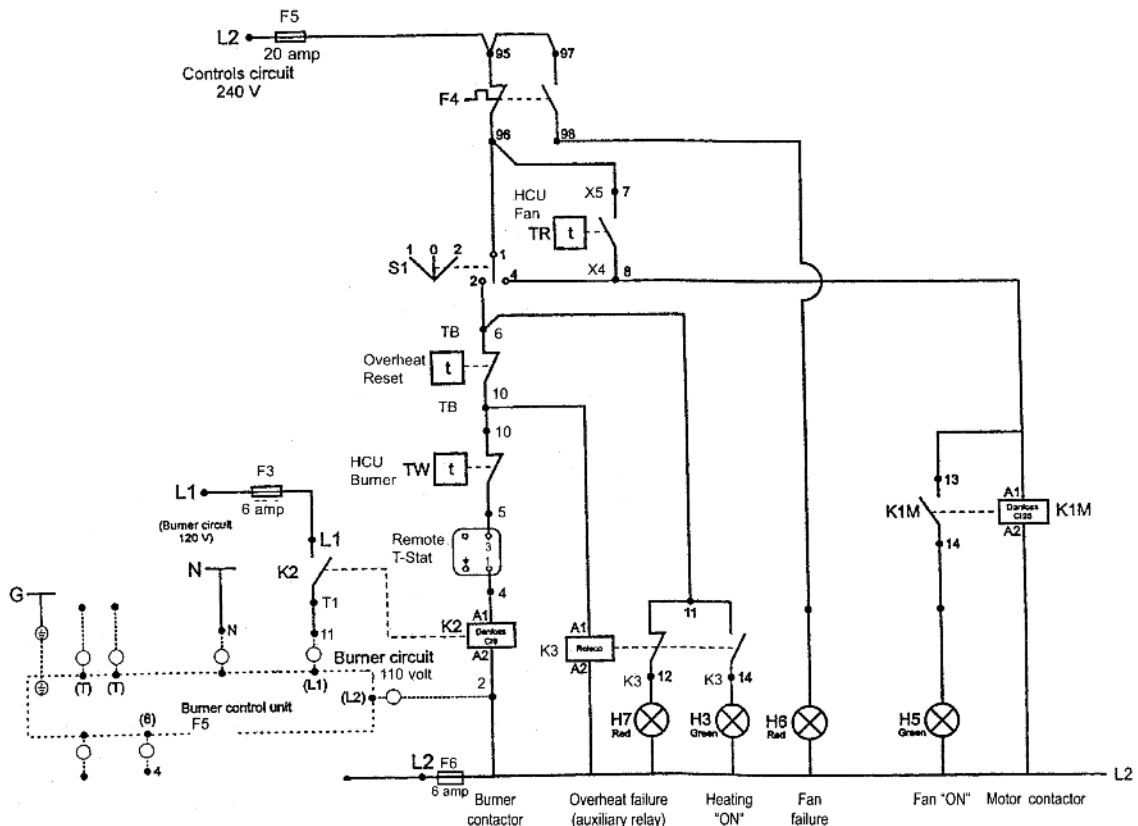 F5
L2
20 amp
Controls circuit
240 V
95
97
F4
96
98
HCU
Fan
X5
7
TR
t
X4
8
1
0
2
S1
1
2
4
TB
6
Overheat
Reset
t
10
TB
10
HCU
Burner
TW
t
5
Remote
T-Stat
3
1
4
F3
L1
6 amp
(Burner circuit
120 V)
L1
N
K2
G
T1
N
11
Burner circuit
110 volt
(T)
(T)
(L1)
(L2)
Burner control unit
F5
(6)
4
K2
A1
Danfoss
CI9
A2
2
K3
A1
Releco
A2
11
K3
12
K3
14
H7
Red
H3
Green
H6
Red
H5
Green
13
K1M
14
A1
Danfoss
A2
K1M
L2
F6
6 amp
L2
Burner
contactor
Overheat failure
(auxiliary relay)
Heating
"ON"
Fan
failure
Fan "ON"
Motor contactor